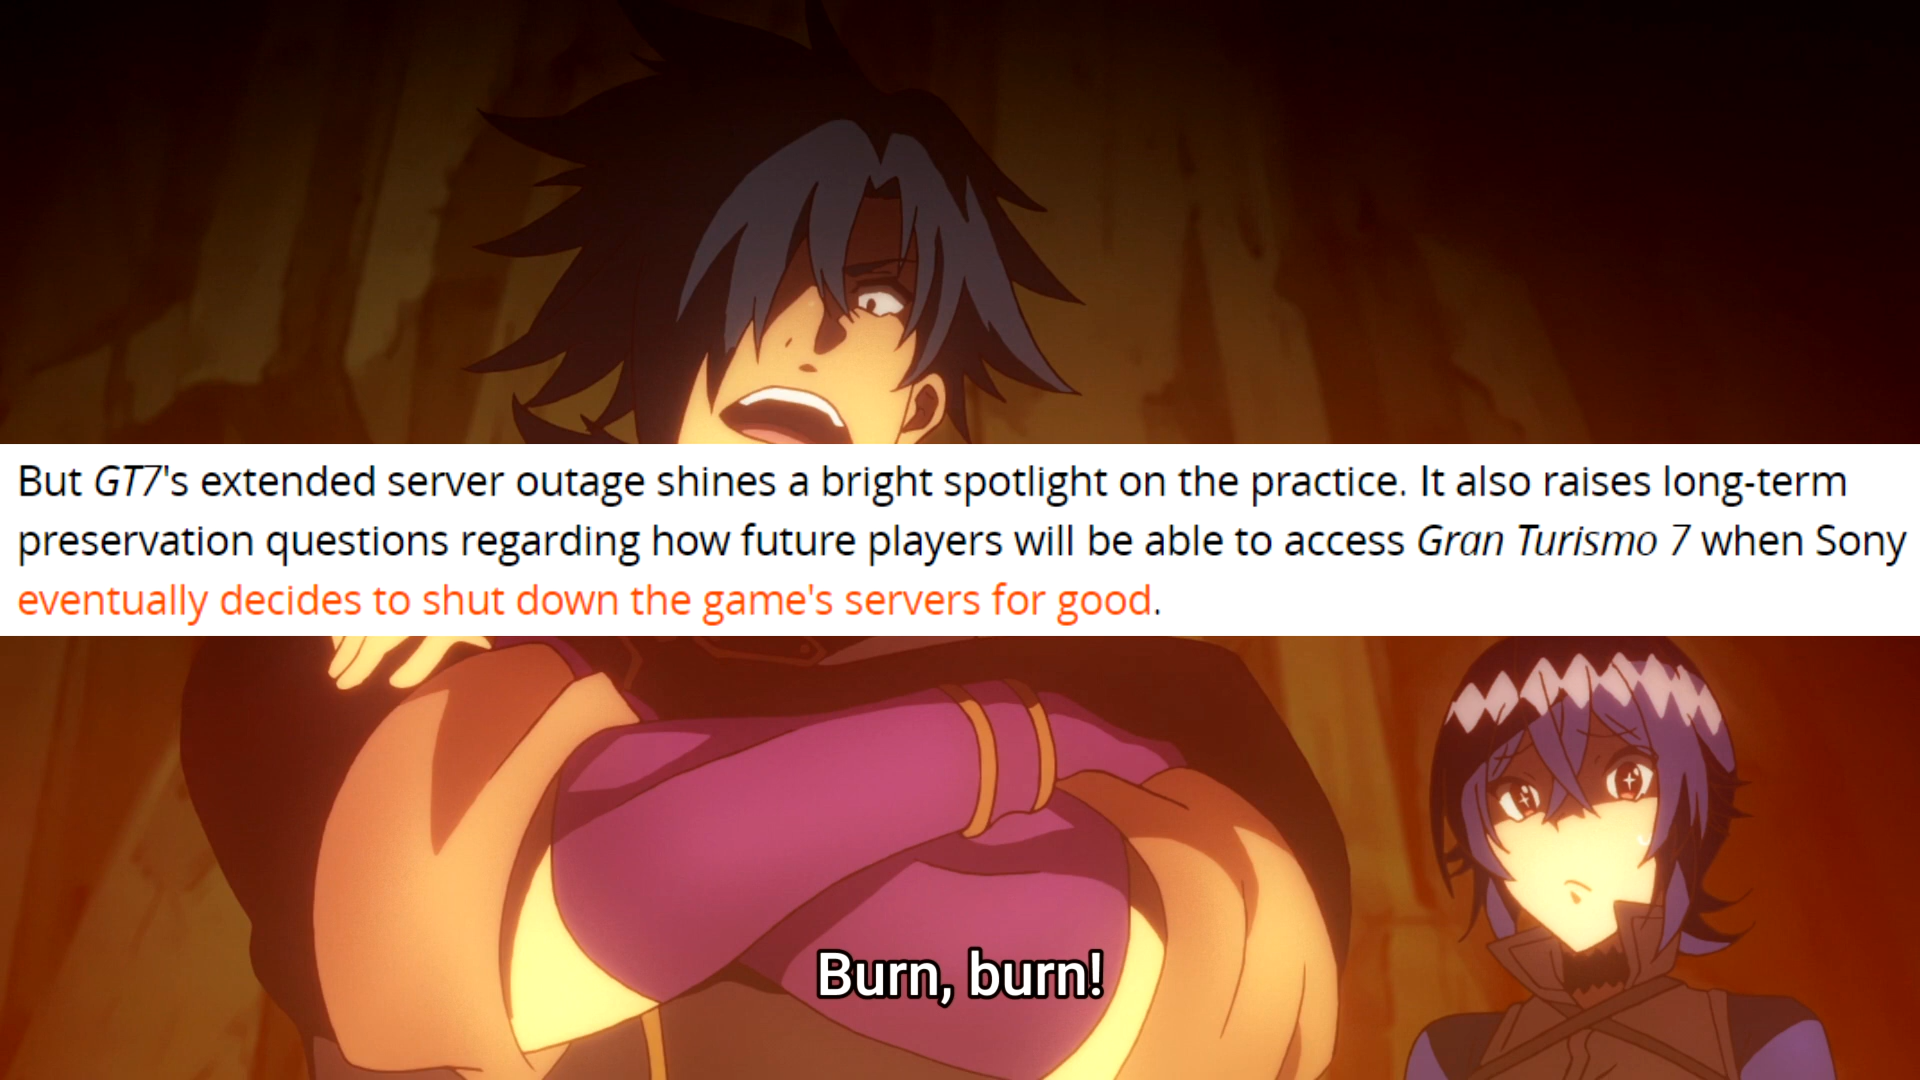 But GT7's extended server outage shines a bright spotlight on the practice. It also raises long-term
preservation questions regarding how future players will be able to access Gran Turismo 7 when Sony
eventually decides to shut down the game's servers for good.
Burn, burn!